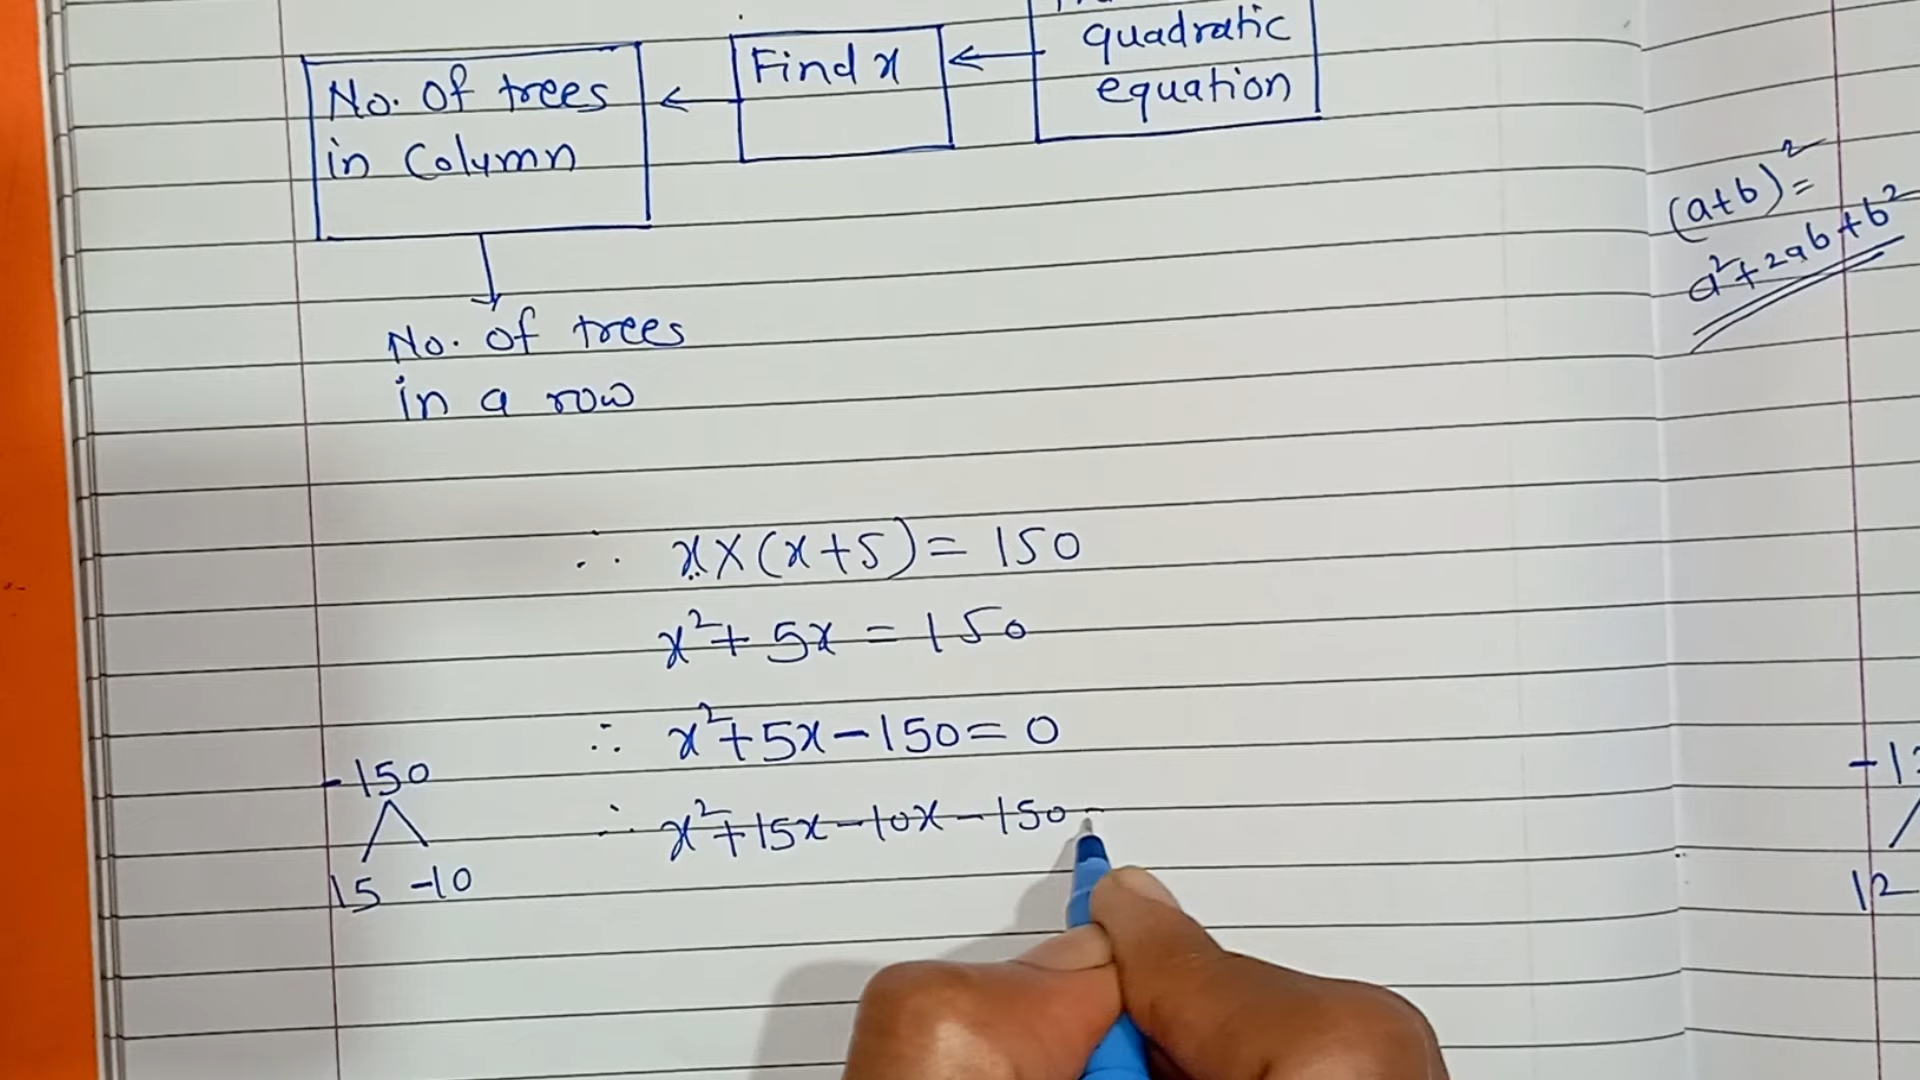 quadratic
equation
Find x
No. of trees
in Column
No. of trees
in a row
(a+b)²=
a²+2ab+b²
∴ x×(x+5)=150
x²+5x=150
∴ x²+5x-150=0
∴ x²+15x-10x-150
-150
15 -10
12